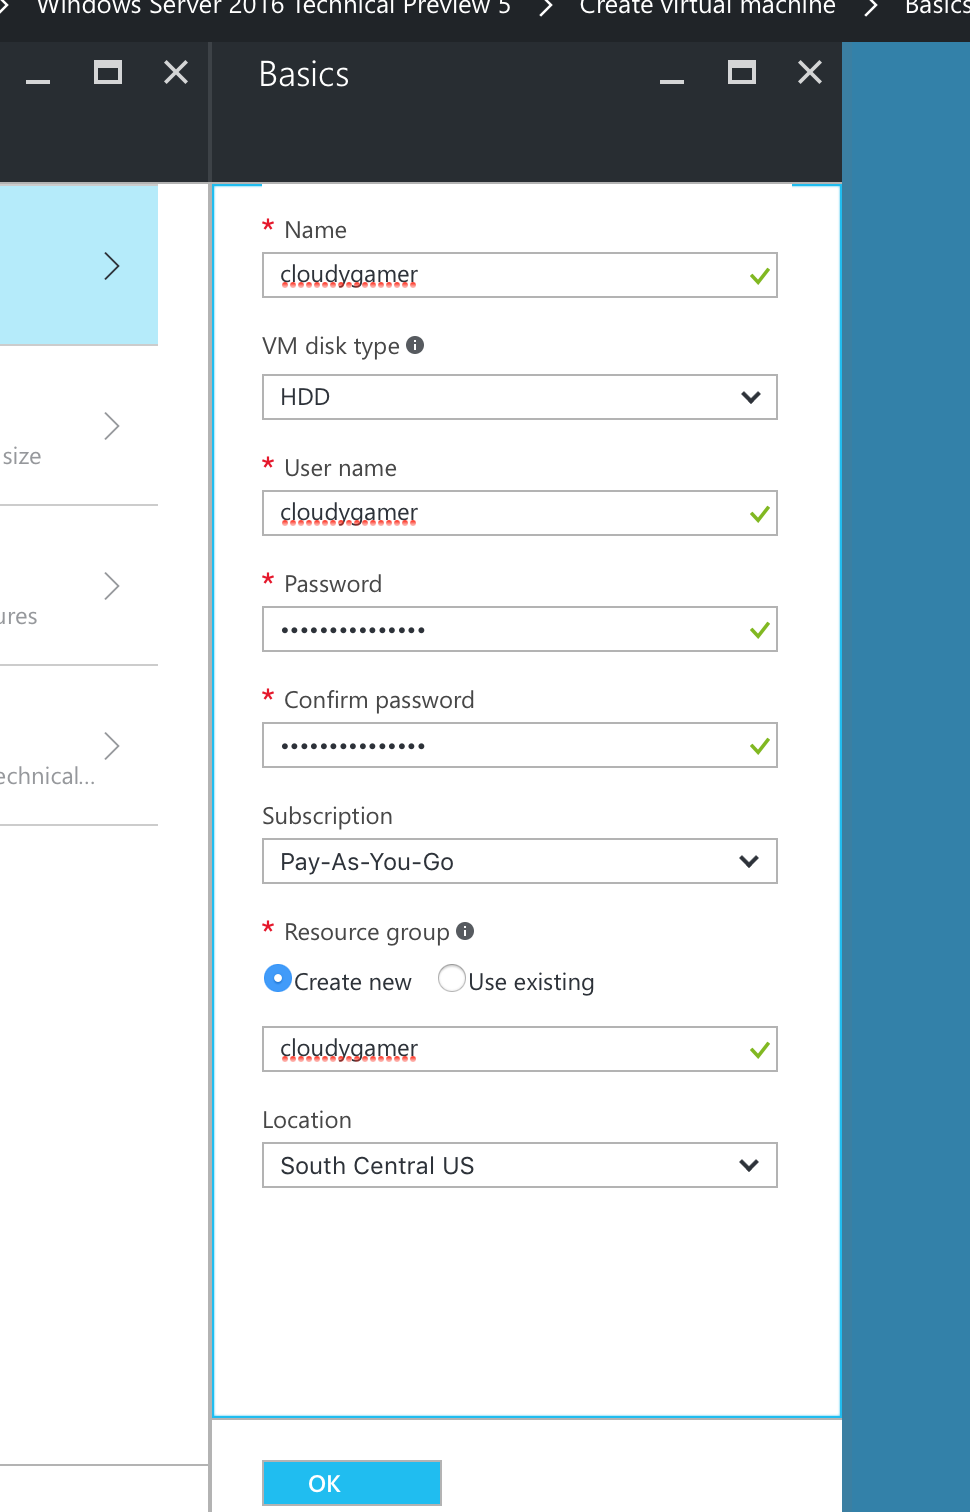 Windows Server 2016 Technical Preview 5 > Create virtual machine > Basics
Basics
size
ures
echnical...
* Name
cloudygamer
VM disk type
HDD
* User name
cloudygamer
* Password
•••••••••••••••
* Confirm password
•••••••••••••••
Subscription
Pay-As-You-Go
* Resource group
Create new Use existing
cloudygamer
Location
South Central US
OK